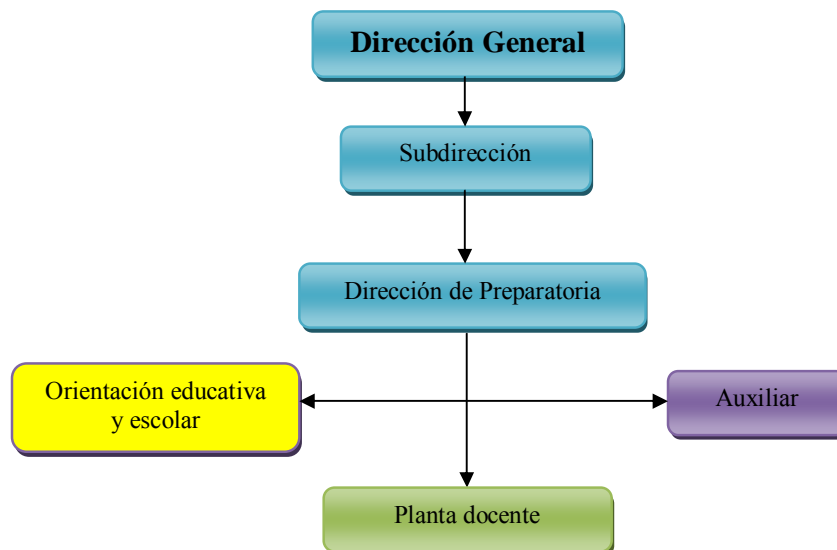 Dirección General
Subdirección
Dirección de Preparatoria
Orientación educativa
y escolar
Auxiliar
Planta docente